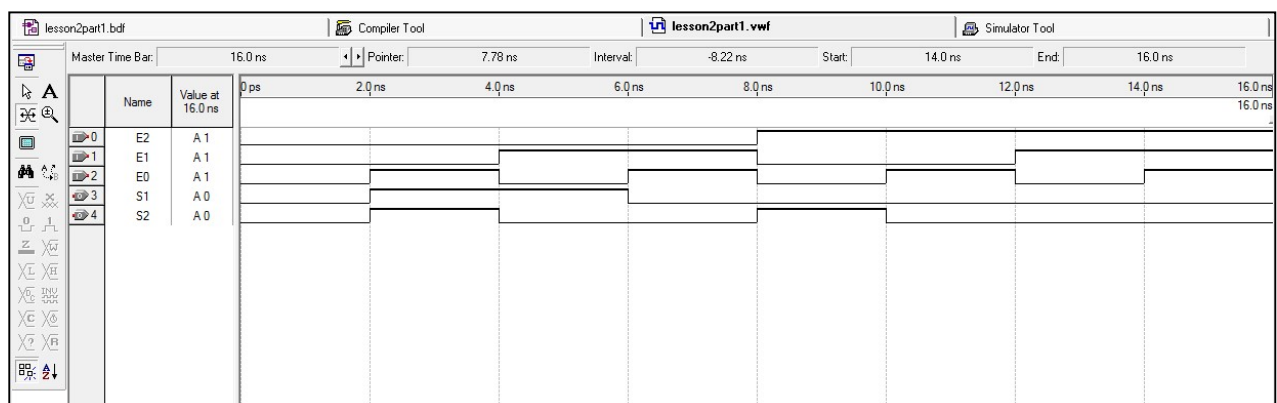 lesson2part1.bdf Compiler Tool lesson2part1.vwf Simulator Tool
Master Time Bar: 16.0 ns Pointer: 7.78 ns Interval: -8.22 ns Start: 14.0 ns End: 16.0 ns
Name Value at 16.0 ns
0 ps 2.0 ns 4.0 ns 6.0 ns 8.0 ns 10.0 ns 12.0 ns 14.0 ns 16.0 ns
16.0 ns
0 E2 A 1
1 E1 A 1
2 E0 A 1
3 S1 A 0
4 S2 A 0